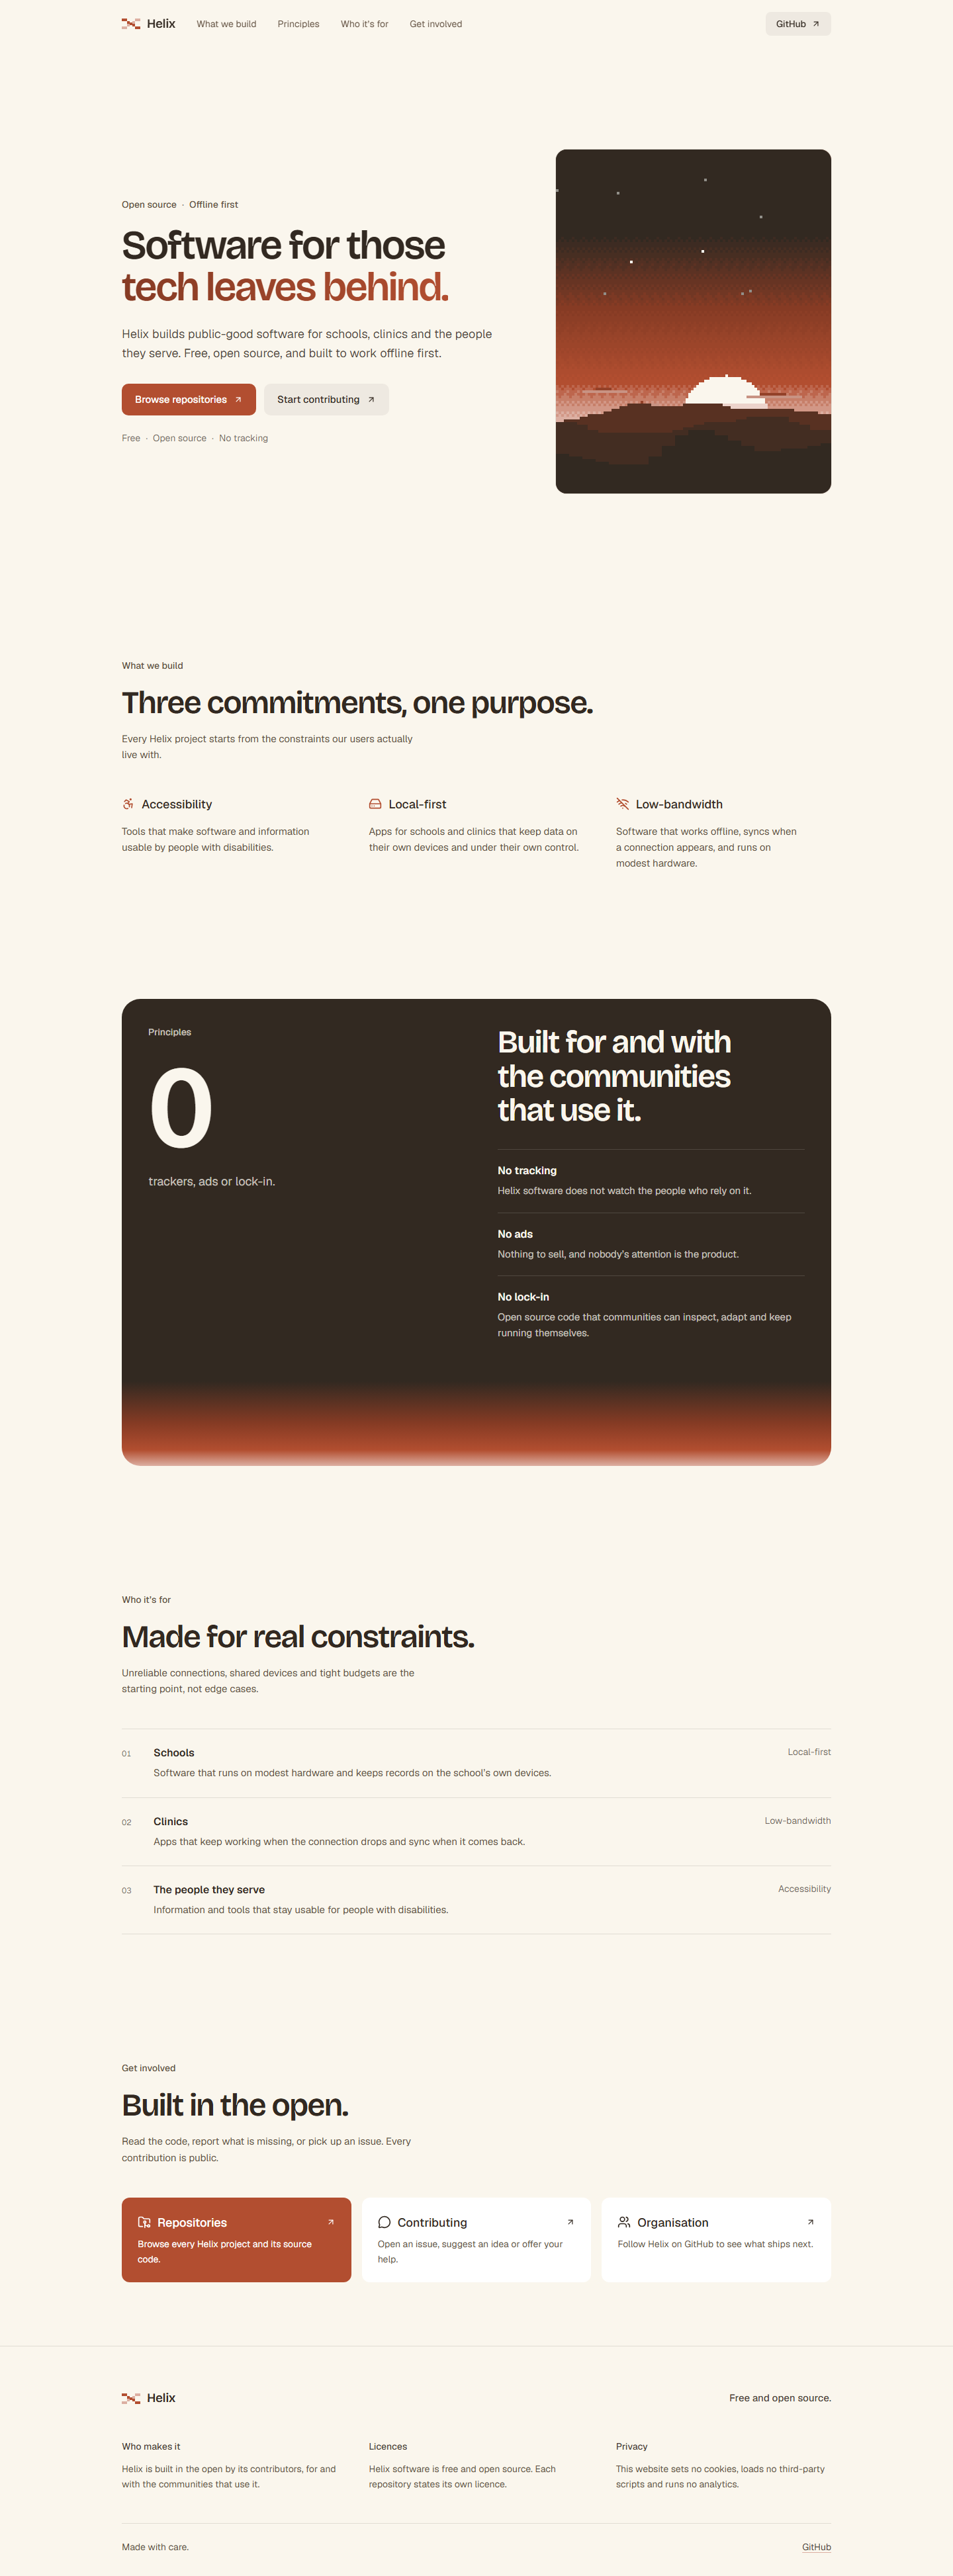 Helix
What we build
Principles
Who it's for
Get involved
GitHub
Open source · Offline first
Software for those
tech leaves behind.
Helix builds public-good software for schools, clinics and the people
they serve. Free, open source, and built to work offline first.
Browse repositories
Start contributing
Free · Open source · No tracking
What we build
Three commitments, one purpose.
Every Helix project starts from the constraints our users actually
live with.
Accessibility
Tools that make software and information
usable by people with disabilities.
Local-first
Apps for schools and clinics that keep data on
their own devices and under their own control.
Low-bandwidth
Software that works offline, syncs when
a connection appears, and runs on
modest hardware.
Principles
0
trackers, ads or lock-in.
Built for and with
the communities
that use it.
No tracking
Helix software does not watch the people who rely on it.
No ads
Nothing to sell, and nobody's attention is the product.
No lock-in
Open source code that communities can inspect, adapt and keep
running themselves.
Who it's for
Made for real constraints.
Unreliable connections, shared devices and tight budgets are the
starting point, not edge cases.
01
Schools
Local-first
Software that runs on modest hardware and keeps records on the school's own devices.
02
Clinics
Low-bandwidth
Apps that keep working when the connection drops and sync when it comes back.
03
The people they serve
Accessibility
Information and tools that stay usable for people with disabilities.
Get involved
Built in the open.
Read the code, report what is missing, or pick up an issue. Every
contribution is public.
Repositories
Browse every Helix project and its source
code.
Contributing
Open an issue, suggest an idea or offer your
help.
Organisation
Follow Helix on GitHub to see what ships next.
Helix
Free and open source.
Who makes it
Helix is built in the open by its contributors, for and
with the communities that use it.
Licences
Helix software is free and open source. Each
repository states its own licence.
Privacy
This website sets no cookies, loads no third-party
scripts and runs no analytics.
Made with care.
GitHub